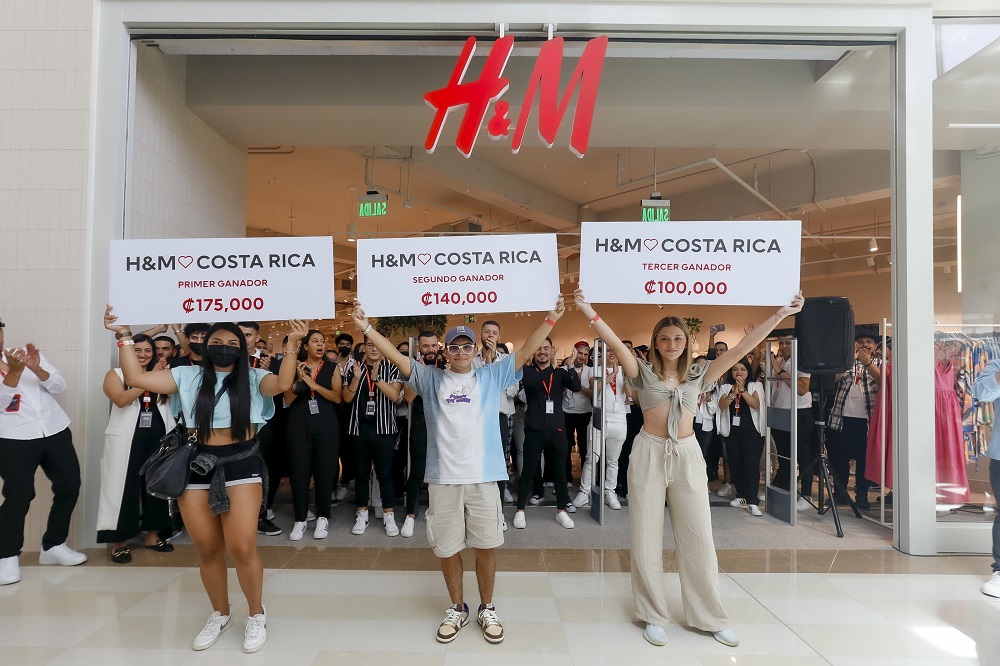 H&M
SALIDA
SALIDA
H&M♡COSTA RICA
PRIMER GANADOR
₡175,000
H&M♡COSTA RICA
SEGUNDO GANADOR
₡140,000
H&M♡COSTA RICA
TERCER GANADOR
₡100,000